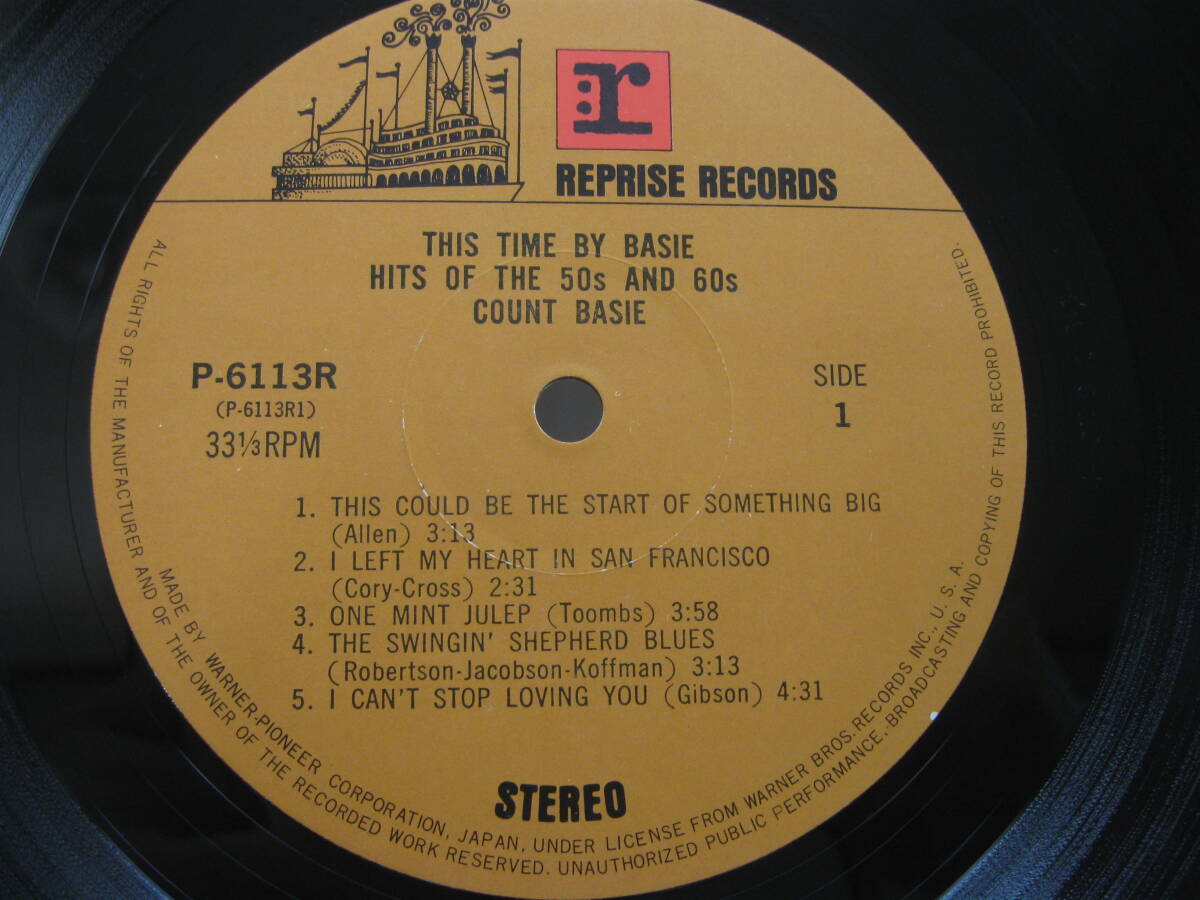 r
REPRISE RECORDS
THIS TIME BY BASIE
HITS OF THE 50s AND 60s
COUNT BASIE
P-6113R
(P-6113R1)
33⅓RPM
SIDE
1
1. THIS COULD BE THE START OF SOMETHING BIG
(Allen) 3:13
2. I LEFT MY HEART IN SAN FRANCISCO
(Cory-Cross) 2:31
3. ONE MINT JULEP (Toombs) 3:58
4. THE SWINGIN' SHEPHERD BLUES
(Robertson-Jacobson-Koffman) 3:13
5. I CAN'T STOP LOVING YOU (Gibson) 4:31
STEREO
MADE BY WARNER-PIONEER CORPORATION, JAPAN, UNDER LICENSE FROM WARNER BROS. RECORDS INC., U. S. A.
ALL RIGHTS OF THE MANUFACTURER AND OF THE OWNER OF THE RECORDED WORK RESERVED. UNAUTHORIZED PUBLIC PERFORMANCE, BROADCASTING AND COPYING OF THIS RECORD PROHIBITED.